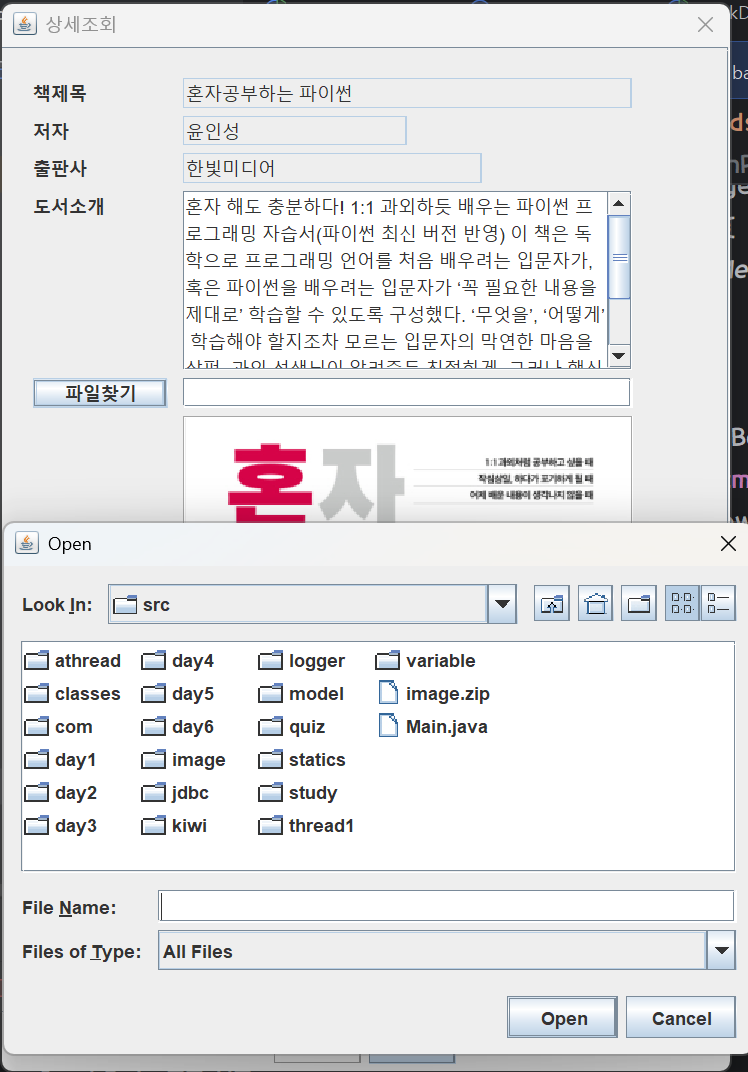 상세조회
책제목
혼자공부하는 파이썬
저자
윤인성
출판사
한빛미디어
도서소개
혼자 해도 충분하다! 1:1 과외하듯 배우는 파이썬 프
로그래밍 자습서(파이썬 최신 버전 반영) 이 책은 독
학으로 프로그래밍 언어를 처음 배우려는 입문자가,
혹은 파이썬을 배우려는 입문자가 ‘꼭 필요한 내용을
제대로’ 학습할 수 있도록 구성했다. ‘무엇을’, ‘어떻게’
학습해야 할지조차 모르는 입문자의 막연한 마음을
파일찾기
혼자
1:1 과외처럼 공부하고 싶을 때
작심삼일, 하다가 포기하게 될 때
어제 배운 내용이 생각나지 않을 때
Open
Look In:
src
athread
day4
logger
variable
classes
day5
model
image.zip
com
day6
quiz
Main.java
day1
image
statics
day2
jdbc
study
day3
kiwi
thread1
File Name:
Files of Type:
All Files
Open
Cancel